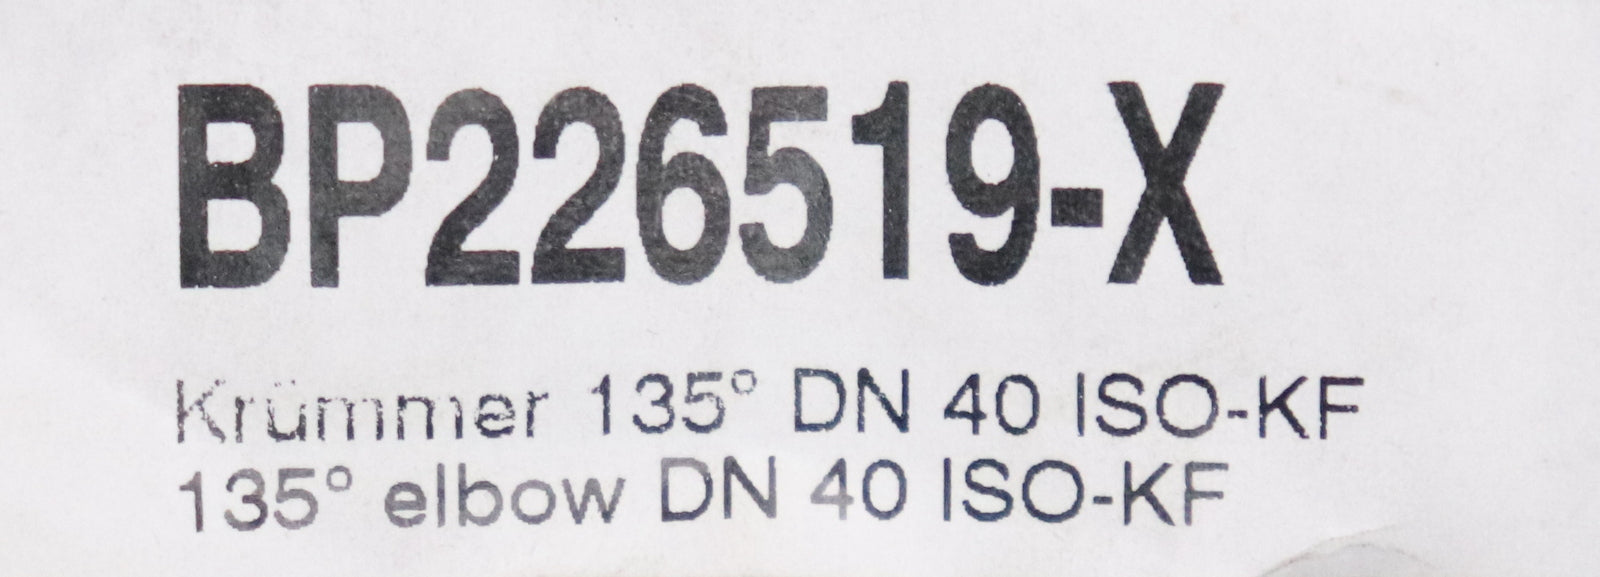 BP226519-X
Krümmer 135° DN 40 ISO-KF
135° elbow DN 40 ISO-KF